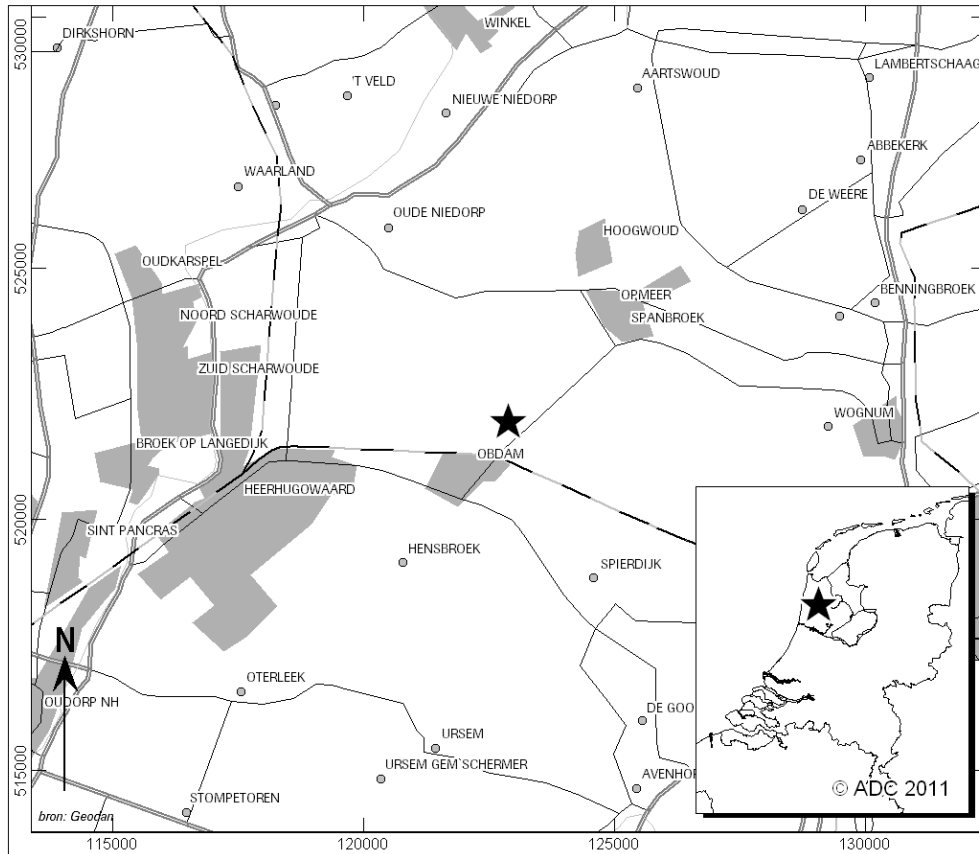 WINKEL
530000
DIRKSHORN
LAMBERTSCHAAG
AARTSWOUD
'T VELD
NIEUWE NIEDORP
ABBEKERK
WAARLAND
DE WEERE
OUDE NIEDORP
HOOGWOUD
525000
OUDKARSPEL
BENNINGBROEK
OPMEER
NOORD SCHARWOUDE
SPANBROEK
ZUID SCHARWOUDE
WOGNUM
BROEK OP LANGEDIJK
OBDAM
HEERHUGOWAARD
520000
SINT PANCRAS
HENSBROEK
SPIERDIJK
N
OTERLEEK
OUDORP NH
DE GOO
URSEM
URSEM GEM SCHERMER
AVENHO
515000
STOMPETOREN
© ADC 2011
bron: Geodan
115000
120000
125000
130000